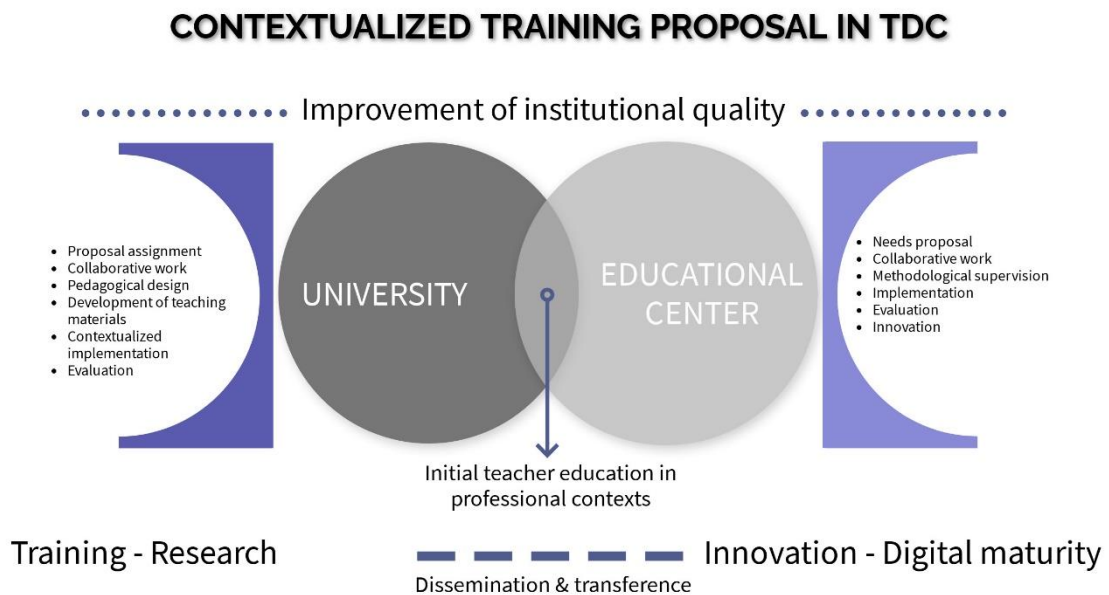 CONTEXTUALIZED TRAINING PROPOSAL IN TDC
Improvement of institutional quality
• Proposal assignment
• Collaborative work
• Pedagogical design
• Development of teaching
materials
• Contextualized
implementation
• Evaluation
UNIVERSITY
EDUCATIONAL
CENTER
• Needs proposal
• Collaborative work
• Methodological supervision
• Implementation
• Evaluation
• Innovation
Initial teacher education in
professional contexts
Training - Research
Dissemination & transference
Innovation - Digital maturity